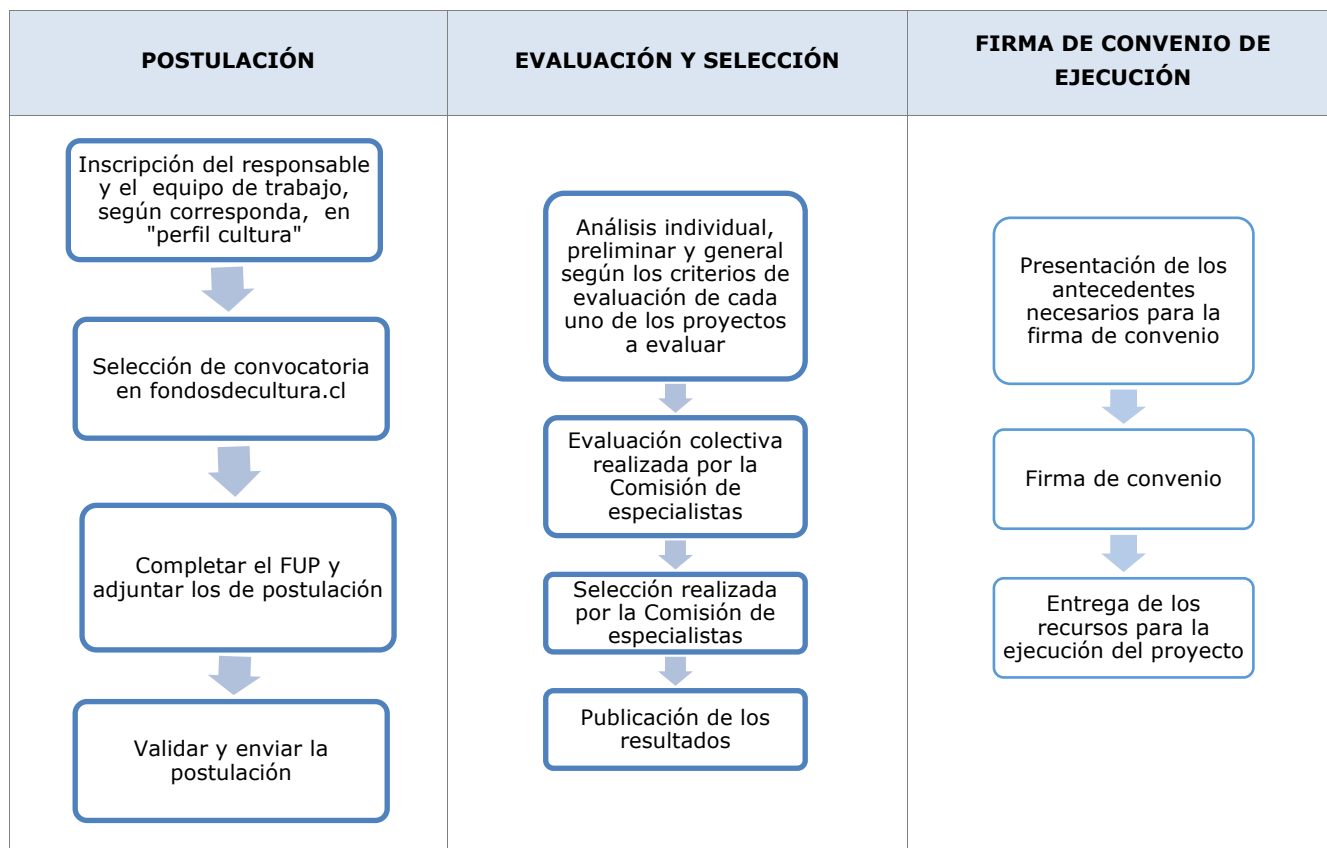 POSTULACIÓN
EVALUACIÓN Y SELECCIÓN
FIRMA DE CONVENIO DE
EJECUCIÓN
Inscripción del responsable
y el equipo de trabajo,
según corresponda, en
"perfil cultura"
Selección de convocatoria
en fondosdecultura.cl
Completar el FUP y
adjuntar los de postulación
Validar y enviar la
postulación
Análisis individual,
preliminar y general
según los criterios de
evaluación de cada
uno de los proyectos
a evaluar
Evaluación colectiva
realizada por la
Comisión de
especialistas
Selección realizada
por la Comisión de
especialistas
Publicación de los
resultados
Presentación de los
antecedentes
necesarios para la
firma de convenio
Firma de convenio
Entrega de los
recursos para la
ejecución del proyecto